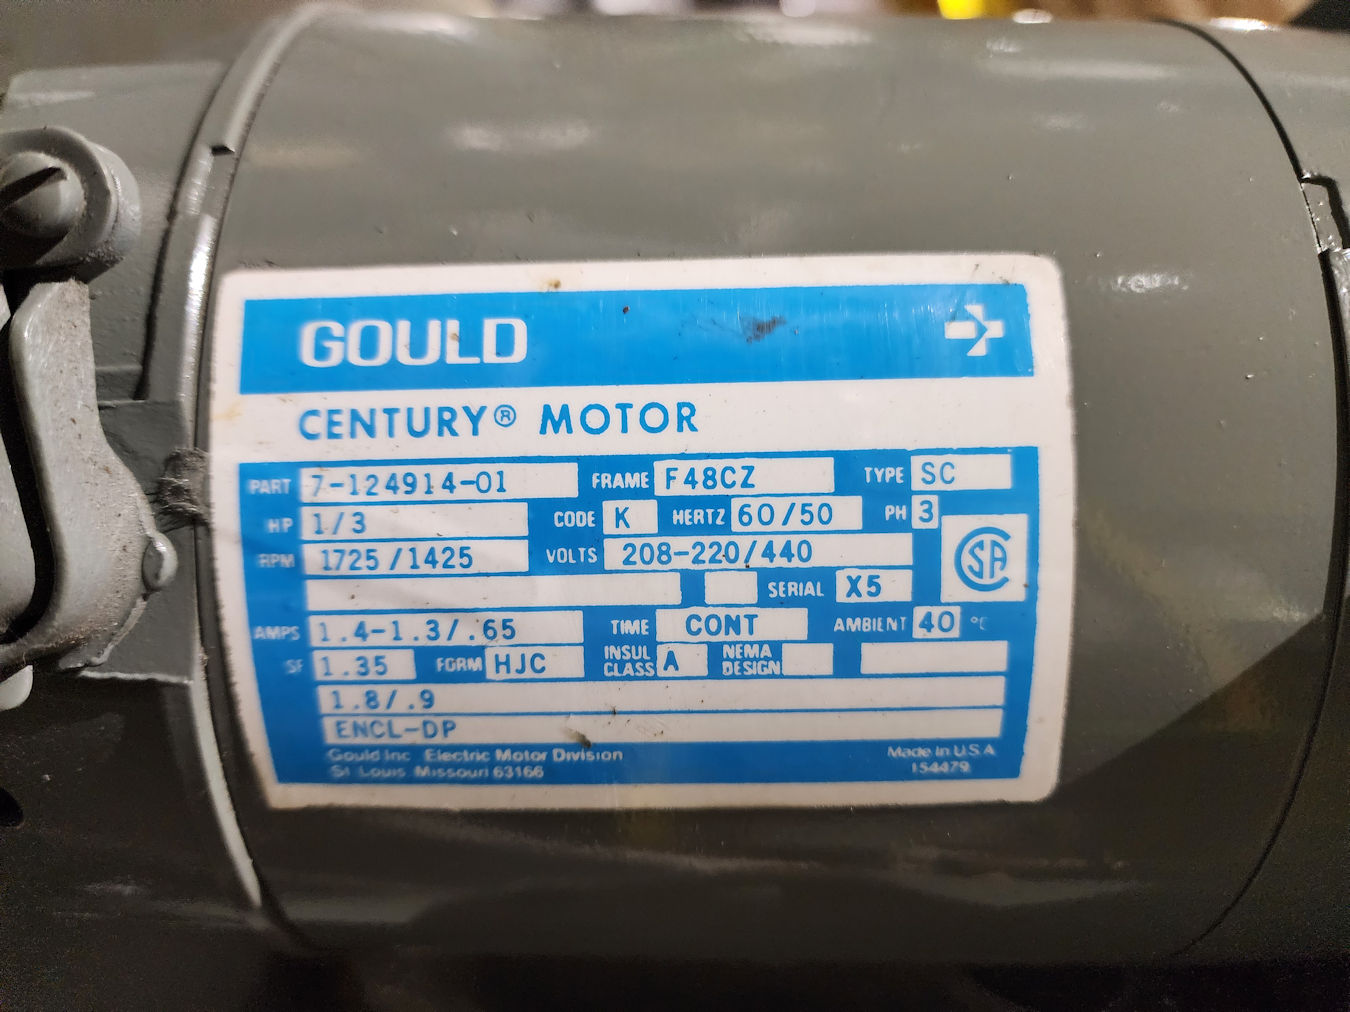 GOULD
CENTURY® MOTOR
PART 7-124914-01 FRAME F48CZ TYPE SC
HP 1/3 CODE K HERTZ 60/50 PH 3
RPM 1725/1425 VOLTS 208-220/440
SERIAL X5
AMPS 1.4-1.3/.65 TIME CONT AMBIENT 40 °C
SF 1.35 FORM HJC INSUL CLASS A NEMA DESIGN
1.8/.9
ENCL-DP
Gould Inc. Electric Motor Division
St. Louis, Missouri 63166
Made in U.S.A.
154479
SA